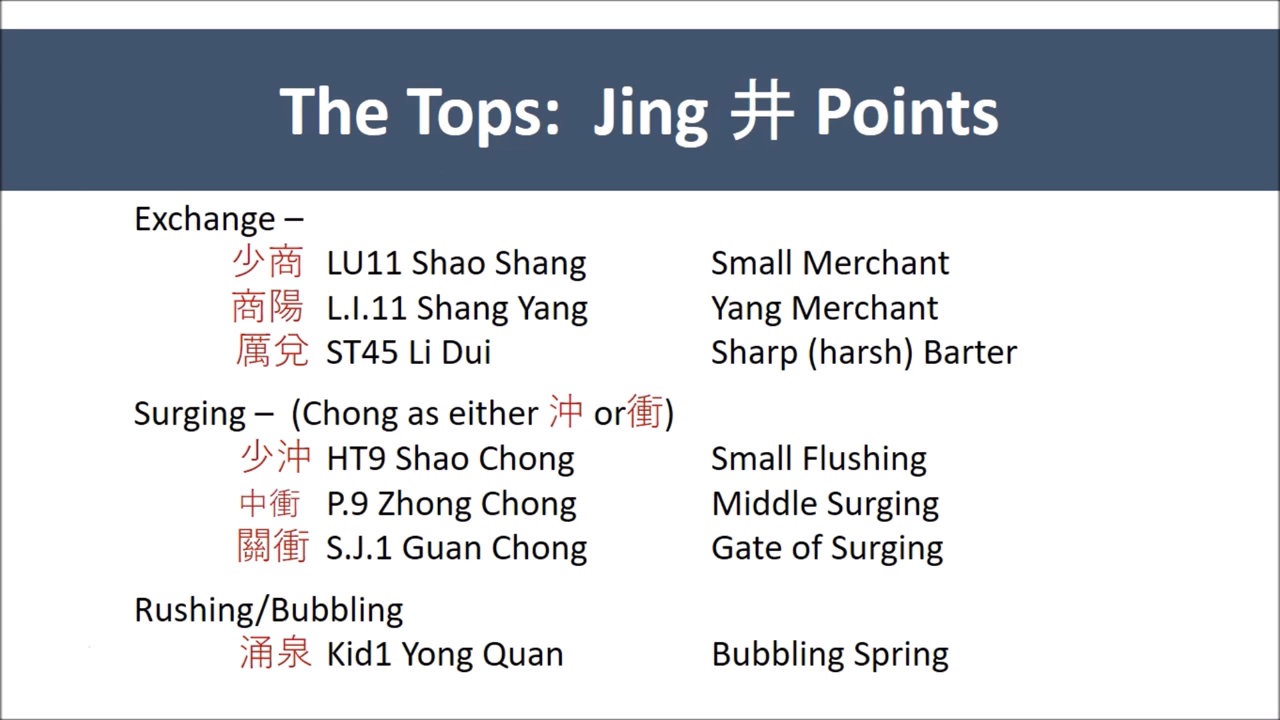 The Tops: Jing 井 Points
Exchange –
少商 LU11 Shao Shang Small Merchant
商陽 L.I.11 Shang Yang Yang Merchant
厲兌 ST45 Li Dui Sharp (harsh) Barter
Surging – (Chong as either 沖 or衝)
少沖 HT9 Shao Chong Small Flushing
中衝 P.9 Zhong Chong Middle Surging
關衝 S.J.1 Guan Chong Gate of Surging
Rushing/Bubbling
涌泉 Kid1 Yong Quan Bubbling Spring